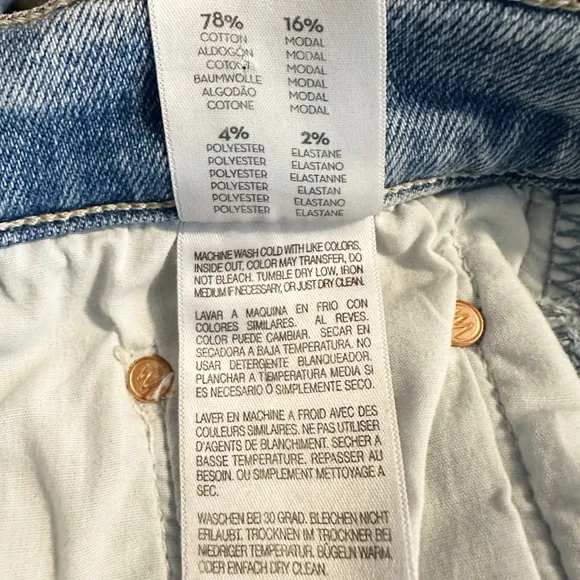 78% 16%
COTTON MODAL
ALDOGÓN MODAL
COTON MODAL
BAUMWOLLE MODAL
ALGODÃO MODAL
COTONE MODAL
4% 2%
POLYESTER ELASTANE
POLYESTER ELASTANO
POLYESTER ELASTANNE
POLYESTER ELASTAN
POLYESTER ELASTANO
POLYESTER ELASTANE
MACHINE WASH COLD WITH LIKE COLORS,
INSIDE OUT, COLOR MAY TRANSFER, DO
NOT BLEACH. TUMBLE DRY LOW, IRON
MEDIUM IF NECESSARY, OR JUST DRY CLEAN.
LAVAR A MAQUINA EN FRIO CON
COLORES SIMILARES. AL REVES.
COLOR PUEDE CAMBIAR. SECAR EN
SECADORA A BAJA TEMPERATURA. NO
USAR DETERGENTE BLANQUEADOR.
PLANCHAR A TEMPERATURA MEDIA SI
ES NECESARIO O SIMPLEMENTE SECO.
LAVER EN MACHINE A FROID AVEC DES
COULEURS SIMILAIRES. NE PAS UTILISER
D'AGENTS DE BLANCHIMENT. SECHER A
BASSE TEMPERATURE. REPASSER AU
BESOIN. OU SIMPLEMENT METTOYAGE A
SEC.
WASCHEN BEI 30 GRAD. BLEICHEN NICHT
ERLAUBT. TROCKNEN IM TROCKNER BEI
NIEDRIGER TEMPERATUR. BÜGELN WARM.
ODER EINFACH DRY CLEAN.